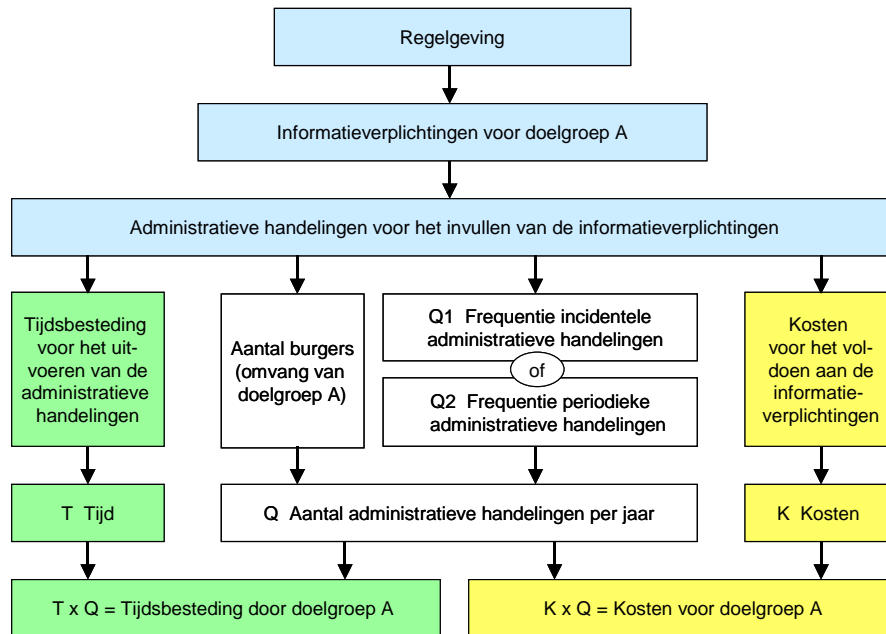 Regelgeving
Informatieverplichtingen voor doelgroep A
Administratieve handelingen voor het invullen van de informatieverplichtingen
Tijdsbesteding
voor het uit-
voeren van de
administratieve
handelingen
Aantal burgers
(omvang van
doelgroep A)
Q1 Frequentie incidentele
administratieve handelingen
of
Q2 Frequentie periodieke
administratieve handelingen
Kosten
voor het vol-
doen aan de
informatie-
verplichtingen
T Tijd
Q Aantal administratieve handelingen per jaar
K Kosten
T x Q = Tijdsbesteding door doelgroep A
K x Q = Kosten voor doelgroep A